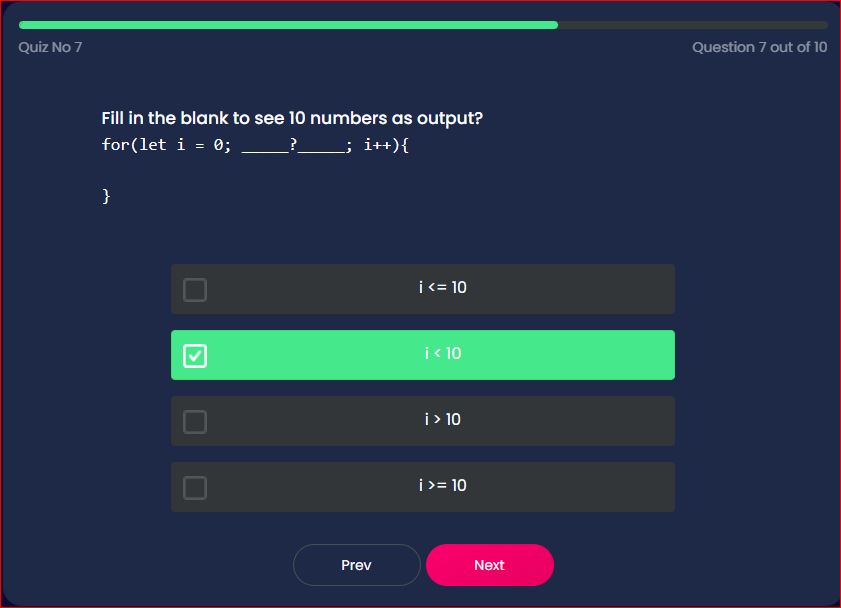 Quiz No 7
Question 7 out of 10
Fill in the blank to see 10 numbers as output?
for(let i = 0; _____?_____; i++){
}
i <= 10
i < 10
i > 10
i >= 10
Prev
Next